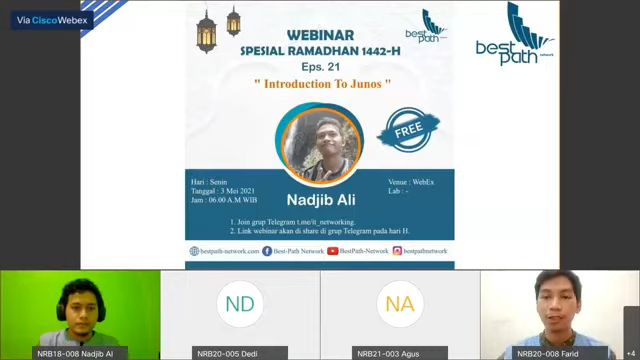 Via CiscoWebex
WEBINAR
SPESIAL RAMADHAN 1442-H
Eps. 21
" Introduction To Junos "
best path
best path
network
FREE
Hari : Senin
Tanggal : 3 Mei 2021
Jam : 06.00 A.M WIB
Nadjib Ali
Venue : WebEx
Lab : -
1. Join grup Telegram t.me/it_networking.
2. Link webinar akan di share di grup Telegram pada hari H.
bestpath-network.com
Best-Path Network
BestPath-Network
bestpathnetwork
ND
NA
NRB18-008 Nadjib Al
NRB20-005 Dedi
NRB21-003 Agus
NRB20-008 Farid
+4